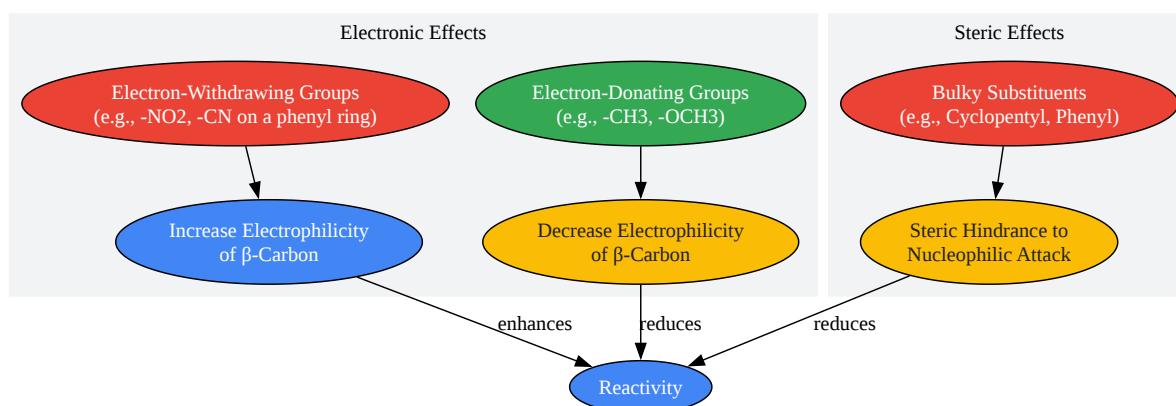 Electronic Effects
Steric Effects
Electron-Withdrawing Groups
(e.g., -NO2, -CN on a phenyl ring)
Electron-Donating Groups
(e.g., -CH3, -OCH3)
Bulky Substituents
(e.g., Cyclopentyl, Phenyl)
Increase Electrophilicity
of β-Carbon
Decrease Electrophilicity
of β-Carbon
Steric Hindrance to
Nucleophilic Attack
enhances
reduces
reduces
Reactivity